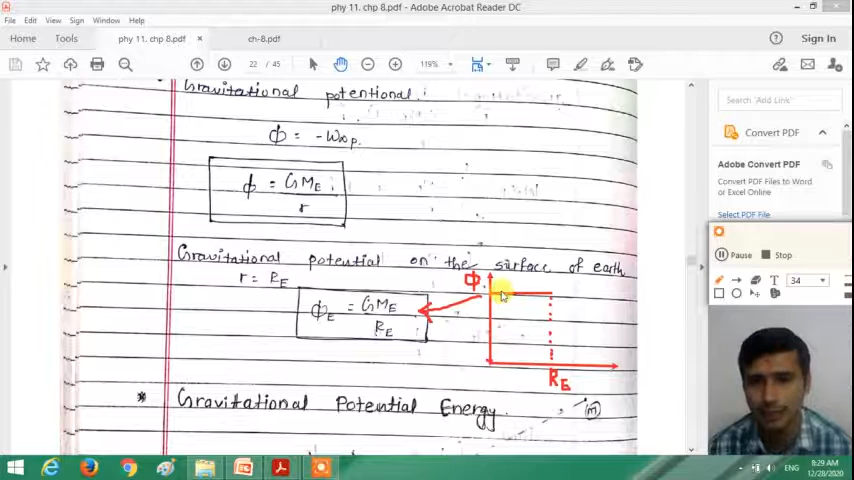 phy 11. chp 8.pdf - Adobe Acrobat Reader DC
File Edit View Sign Window Help
Home Tools phy 11. chp 8.pdf × ch-8.pdf Sign In
22 / 45 119%
Gravitational potentional :
ϕ = -W∞p.
ϕ = GME
r
Gravitational potential on the surface of earth
r = RE
ϕ
ϕE = GME
RE
RE
* Gravitational Potential Energy.
m
Search 'Add Link'
Convert PDF
Adobe Convert PDF
Convert PDF Files to Word
or Excel Online
Select PDF File
Pause Stop
T 34
ENG
8:29 AM
12/28/2020